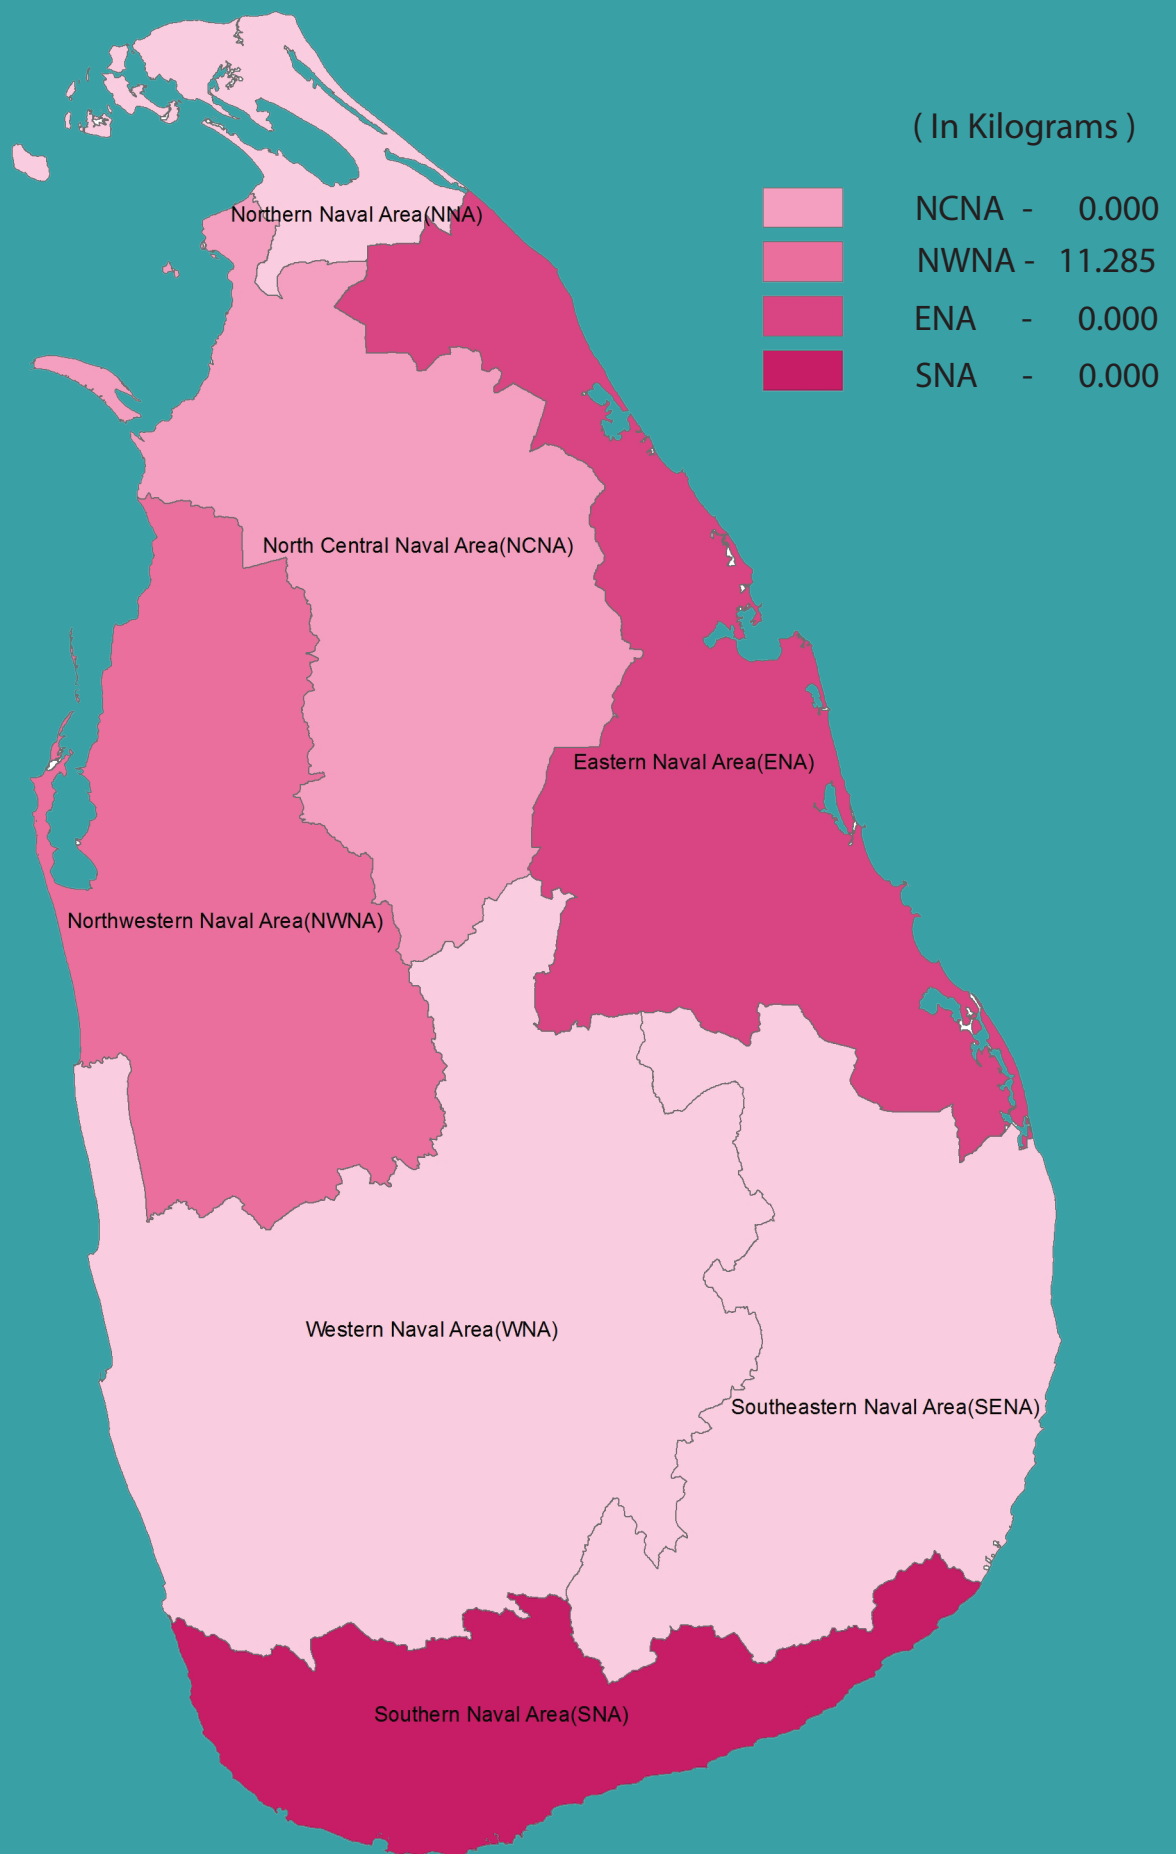 ( In Kilograms )
NCNA - 0.000
NWNA - 11.285
ENA - 0.000
SNA - 0.000
Northern Naval Area(NNA)
North Central Naval Area(NCNA)
Eastern Naval Area(ENA)
Northwestern Naval Area(NWNA)
Western Naval Area(WNA)
Southeastern Naval Area(SENA)
Southern Naval Area(SNA)